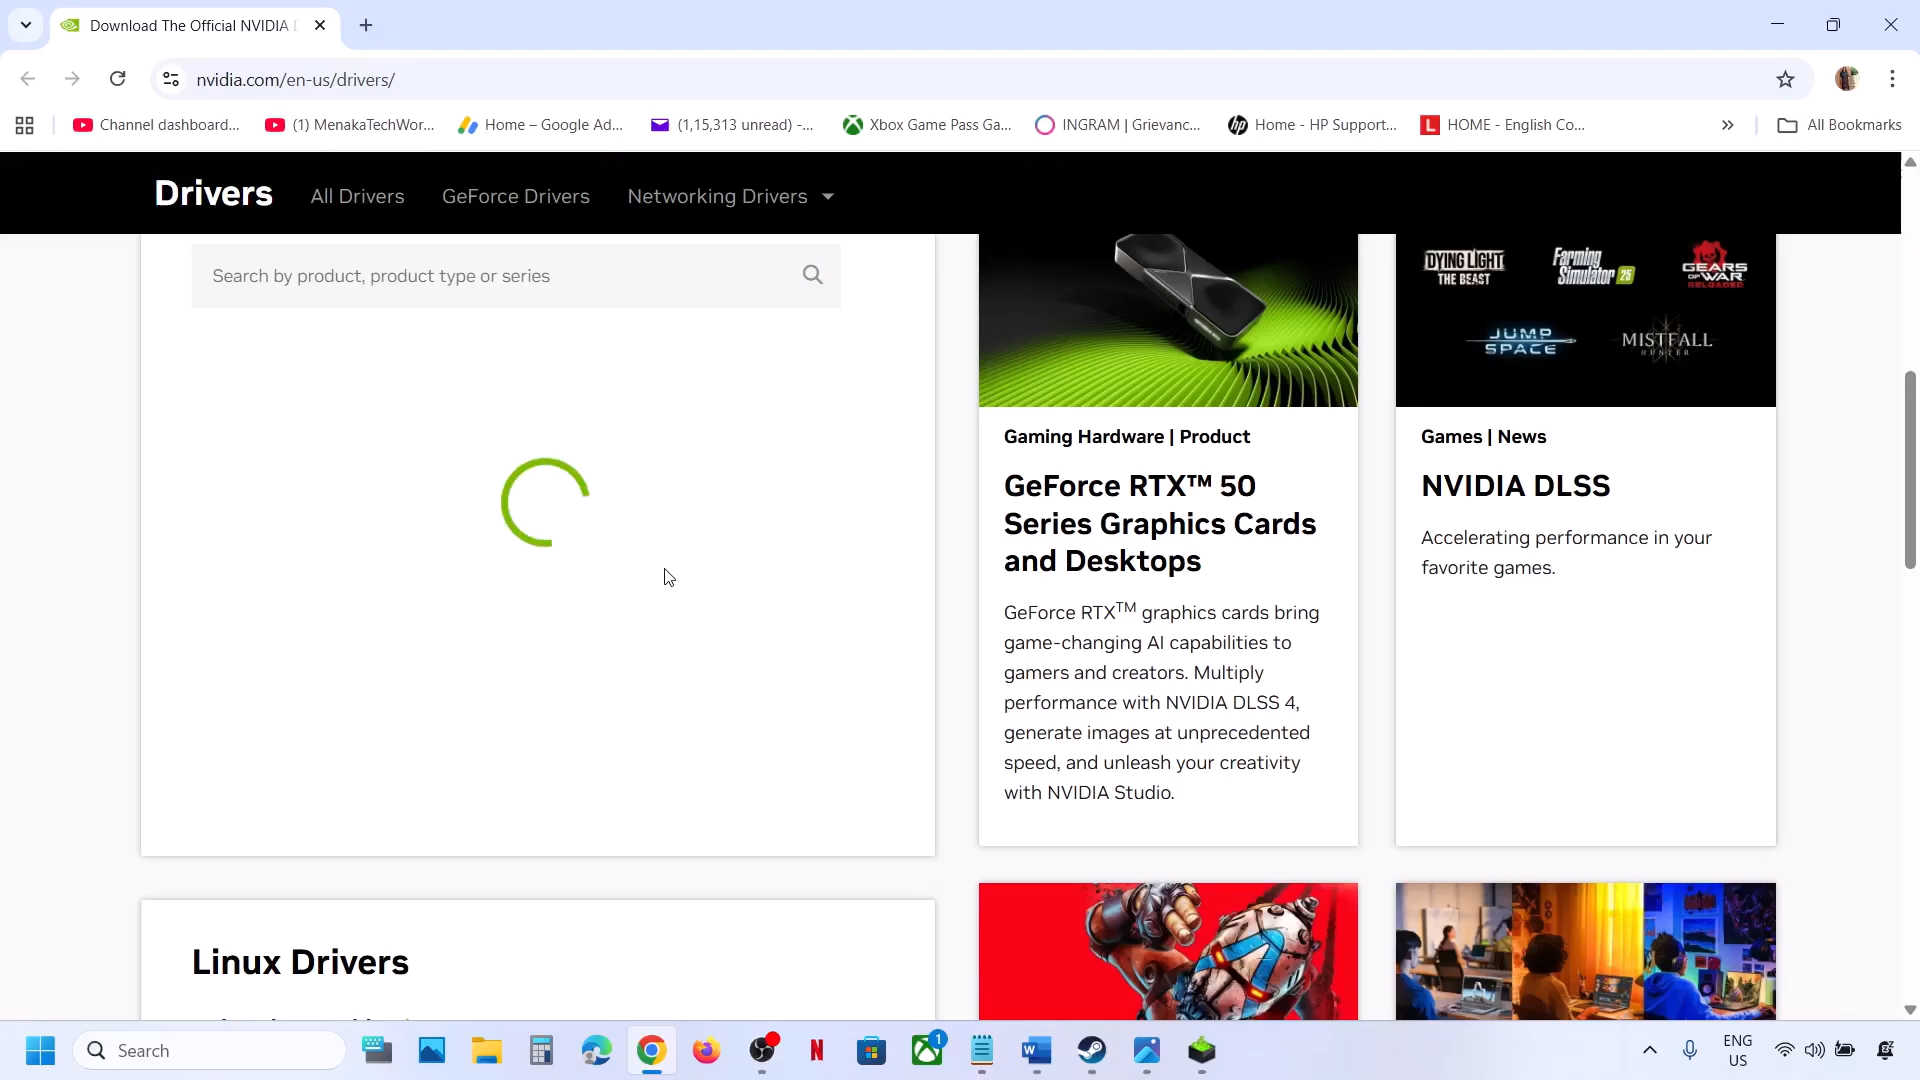 Download The Official NVIDIA D
nvidia.com/en-us/drivers/
Channel dashboard...
(1) MenakaTechWor...
Home – Google Ad...
(1,15,313 unread) -...
Xbox Game Pass Ga...
INGRAM | Grievanc...
Home - HP Support...
HOME - English Co...
All Bookmarks
Drivers
All Drivers
GeForce Drivers
Networking Drivers
Search by product, product type or series
DYING LIGHT
THE BEAST
Farming
Simulator 25
GEARS
OF WAR
RELOADED
JUMP
SPACE
MISTFALL
HUNTER
Gaming Hardware | Product
GeForce RTX™ 50
Series Graphics Cards
and Desktops
GeForce RTX™ graphics cards bring
game-changing AI capabilities to
gamers and creators. Multiply
performance with NVIDIA DLSS 4,
generate images at unprecedented
speed, and unleash your creativity
with NVIDIA Studio.
Games | News
NVIDIA DLSS
Accelerating performance in your
favorite games.
Linux Drivers
Search
1
ENG
US